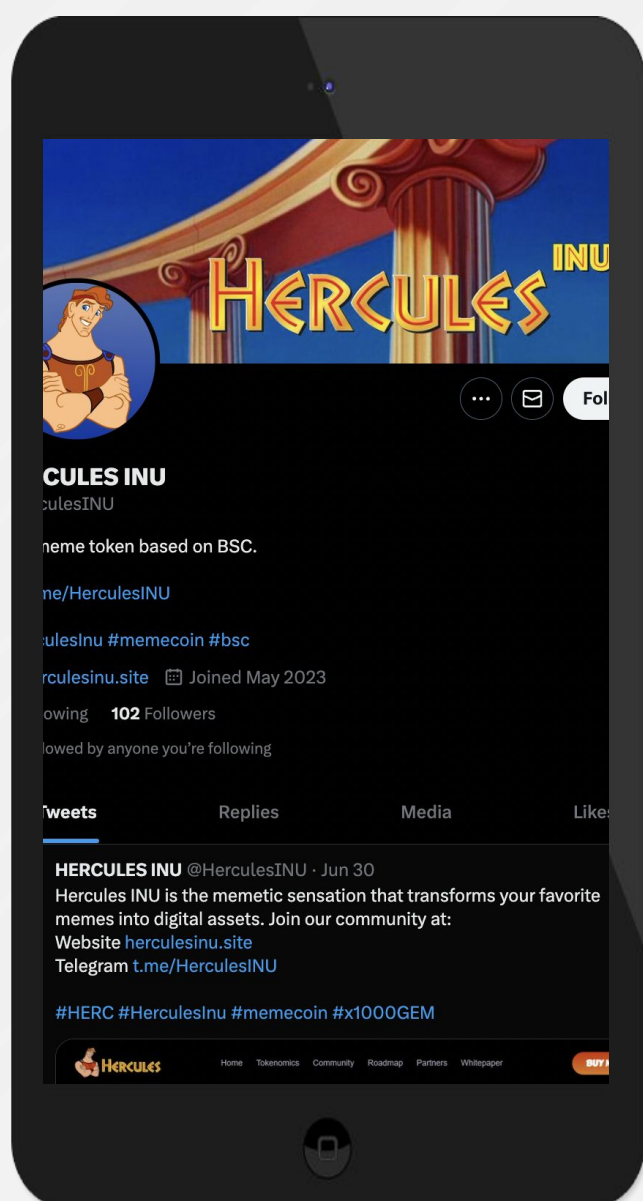 HERCULES INU
CULES INU
culesINU
meme token based on BSC.
me/HerculesINU
culesInu #memecoin #bsc
rculesinu.site Joined May 2023
owing 102 Followers
lowed by anyone you're following
Tweets Replies Media Likes
HERCULES INU @HerculesINU · Jun 30
Hercules INU is the memetic sensation that transforms your favorite
memes into digital assets. Join our community at:
Website herculesinu.site
Telegram t.me/HerculesINU
#HERC #HerculesInu #memecoin #x1000GEM
HERCULES Home Tokenomics Community Roadmap Partners Whitepaper BUY